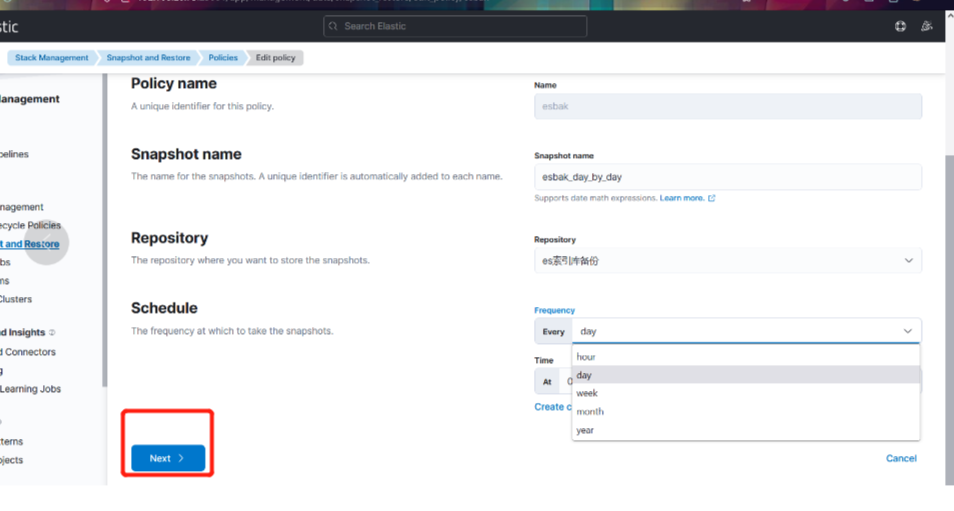 stic
Search Elastic
Stack Management
Snapshot and Restore
Policies
Edit policy
Management
Policy name
A unique identifier for this policy.
Name
esbak
pelines
Snapshot name
The name for the snapshots. A unique identifier is automatically added to each name.
Snapshot name
esbak_day_by_day
Supports date math expressions. Learn more.
nagement
ecycle Policies
t and Restore
bs
ms
Clusters
Repository
The repository where you want to store the snapshots.
Repository
es索引库备份
Schedule
The frequency at which to take the snapshots.
Frequency
Every day
hour
day
week
month
year
Time
At 0
Create c
d Insights
d Connectors
g
Learning Jobs
tterns
bjects
Next
Cancel